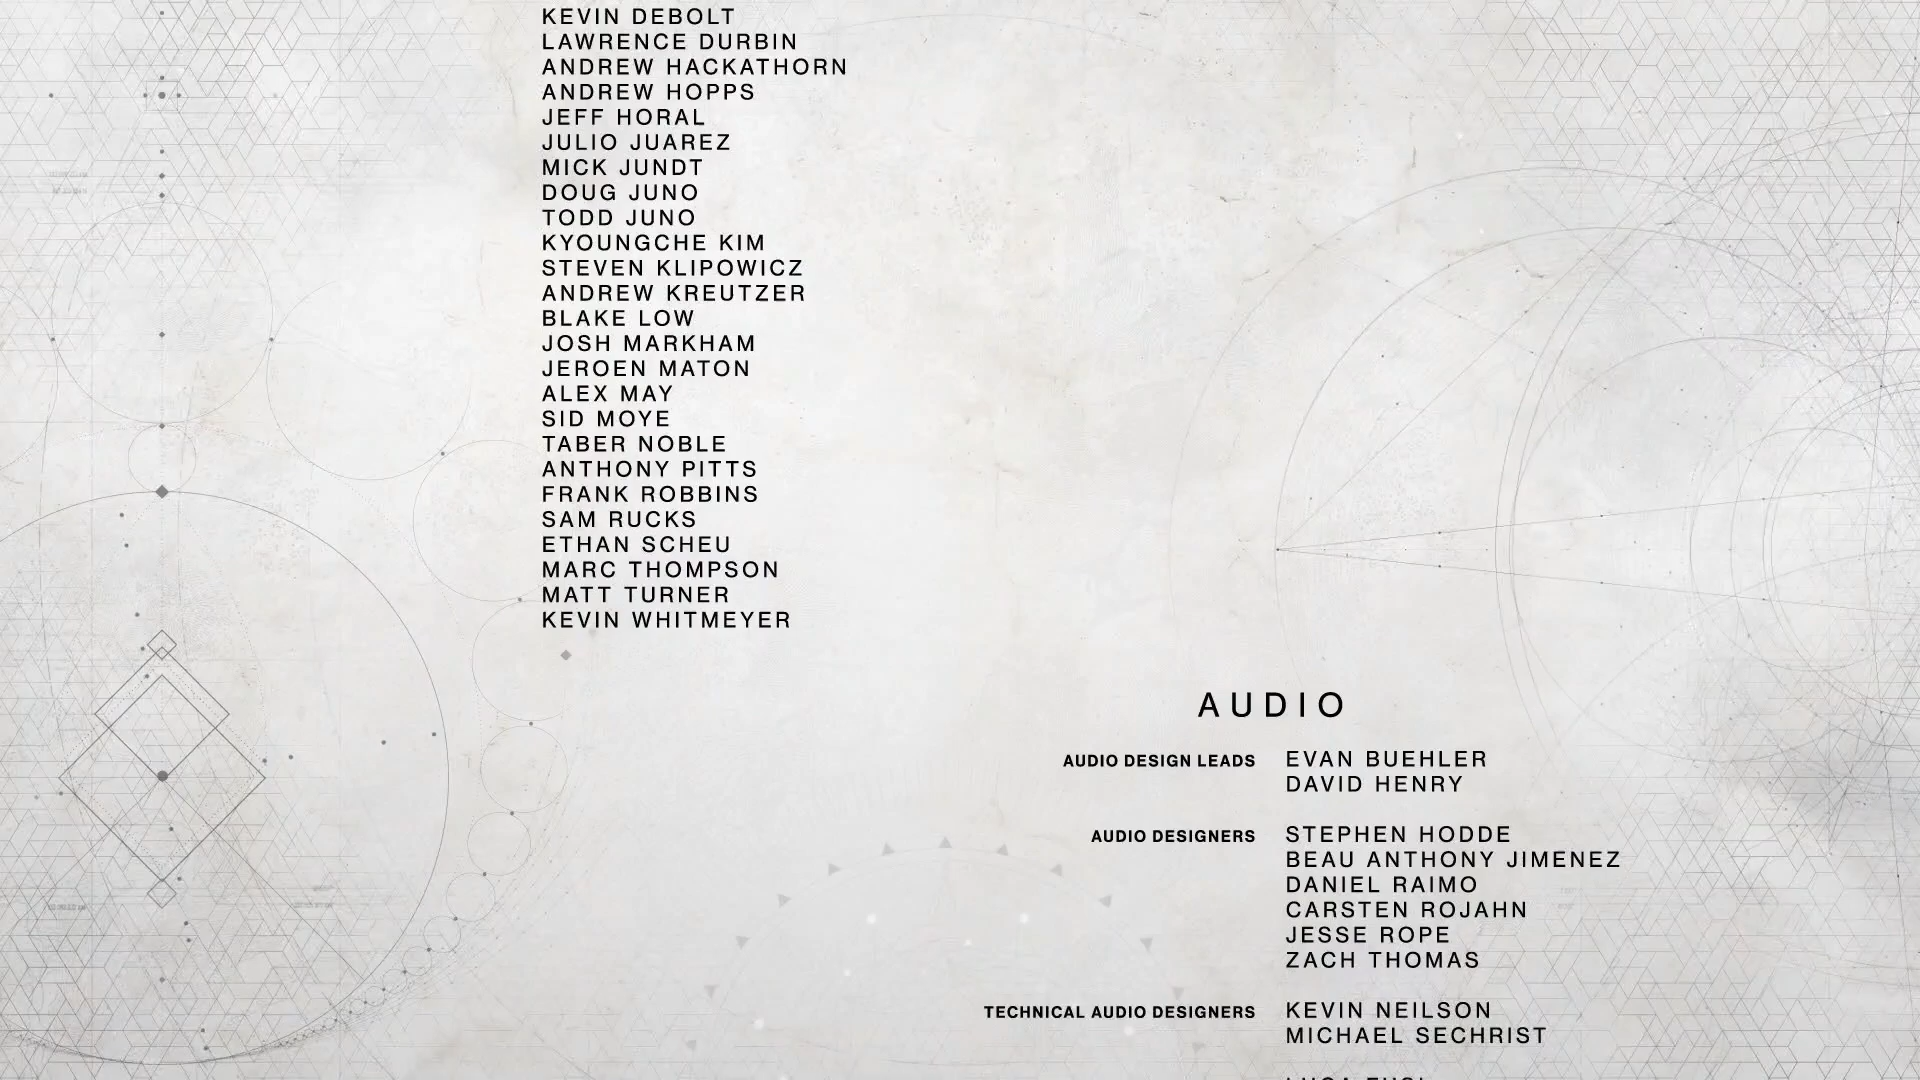 KEVIN DEBOLT
LAWRENCE DURBIN
ANDREW HACKATHORN
ANDREW HOPPS
JEFF HORAL
JULIO JUAREZ
MICK JUNDT
DOUG JUNO
TODD JUNO
KYOUNGCHE KIM
STEVEN KLIPOWICZ
ANDREW KREUTZER
BLAKE LOW
JOSH MARKHAM
JEROEN MATON
ALEX MAY
SID MOYE
TABER NOBLE
ANTHONY PITTS
FRANK ROBBINS
SAM RUCKS
ETHAN SCHEU
MARC THOMPSON
MATT TURNER
KEVIN WHITMEYER
AUDIO
AUDIO DESIGN LEADS EVAN BUEHLER
DAVID HENRY
AUDIO DESIGNERS STEPHEN HODDE
BEAU ANTHONY JIMENEZ
DANIEL RAIMO
CARSTEN ROJAHN
JESSE ROPE
ZACH THOMAS
TECHNICAL AUDIO DESIGNERS KEVIN NEILSON
MICHAEL SECHRIST